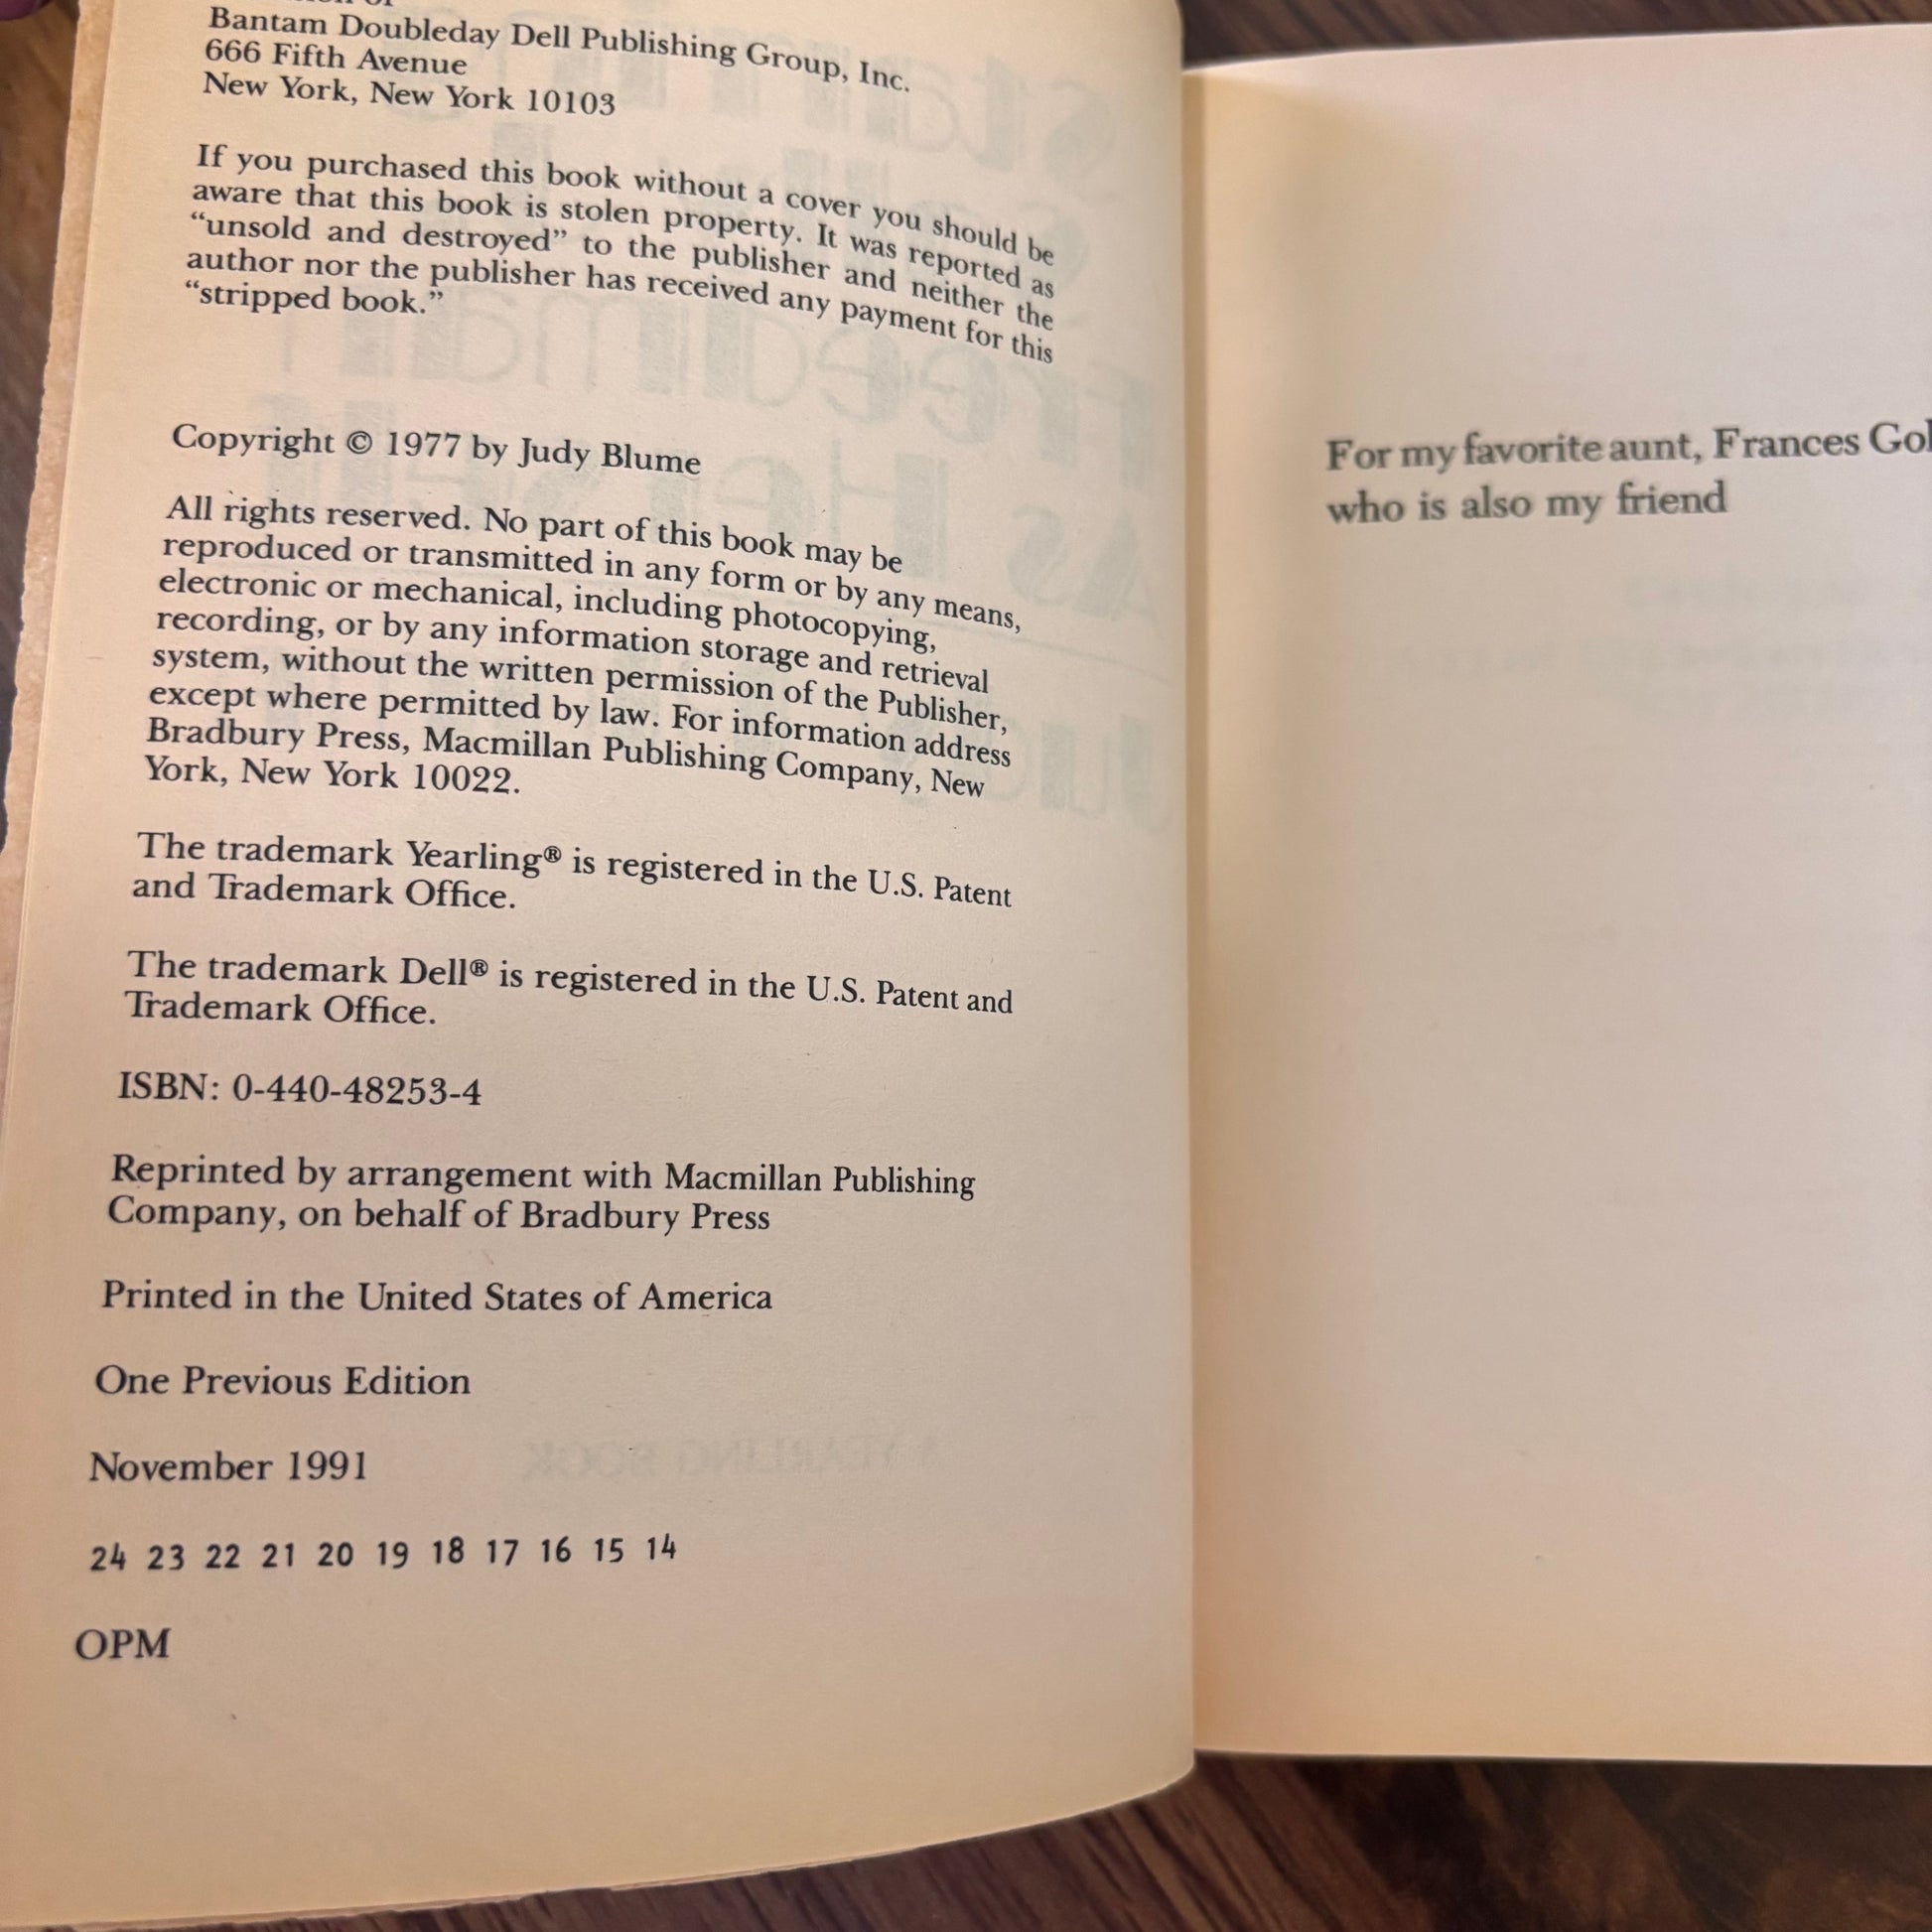 Bantam Doubleday Dell Publishing Group, Inc.
666 Fifth Avenue
New York, New York 10103
If you purchased this book without a cover you should be
aware that this book is stolen property. It was reported as
“unsold and destroyed” to the publisher and neither the
author nor the publisher has received any payment for this
“stripped book.”
Copyright © 1977 by Judy Blume
All rights reserved. No part of this book may be
reproduced or transmitted in any form or by any means,
electronic or mechanical, including photocopying,
recording, or by any information storage and retrieval
system, without the written permission of the Publisher,
except where permitted by law. For information address
Bradbury Press, Macmillan Publishing Company, New
York, New York 10022.
The trademark Yearling® is registered in the U.S. Patent
and Trademark Office.
The trademark Dell® is registered in the U.S. Patent and
Trademark Office.
ISBN: 0-440-48253-4
Reprinted by arrangement with Macmillan Publishing
Company, on behalf of Bradbury Press
Printed in the United States of America
One Previous Edition
November 1991
24 23 22 21 20 19 18 17 16 15 14
OPM
For my favorite aunt, Frances
who is also my friend